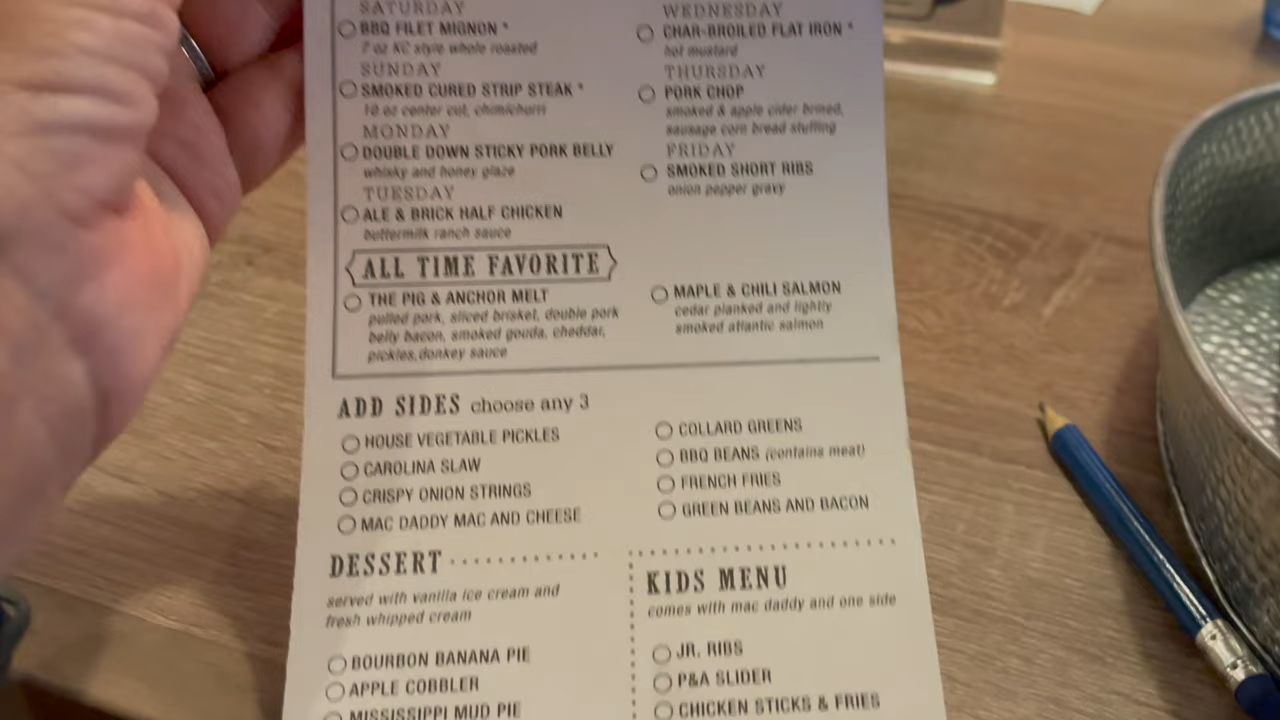 SATURDAY
BBQ FILET MIGNON *
7 oz KC style whole roasted
SUNDAY
SMOKED CURED STRIP STEAK *
10 oz center cut, chimichurri
MONDAY
DOUBLE DOWN STICKY PORK BELLY
whisky and honey glaze
TUESDAY
ALE & BRICK HALF CHICKEN
buttermilk ranch sauce
WEDNESDAY
CHAR-BROILED FLAT IRON *
hot mustard
THURSDAY
PORK CHOP
smoked & apple cider brined,
sausage corn bread stuffing
FRIDAY
SMOKED SHORT RIBS
onion pepper gravy
ALL TIME FAVORITE
THE PIG & ANCHOR MELT
pulled pork, sliced brisket, double pork
belly bacon, smoked gouda, cheddar,
pickles,donkey sauce
MAPLE & CHILI SALMON
cedar planked and lightly
smoked atlantic salmon
ADD SIDES choose any 3
HOUSE VEGETABLE PICKLES
CAROLINA SLAW
CRISPY ONION STRINGS
MAC DADDY MAC AND CHEESE
COLLARD GREENS
BBQ BEANS (contains meat)
FRENCH FRIES
GREEN BEANS AND BACON
DESSERT
served with vanilla ice cream and
fresh whipped cream
BOURBON BANANA PIE
APPLE COBBLER
MISSISSIPPI MUD PIE
KIDS MENU
comes with mac daddy and one side
JR. RIBS
P&A SLIDER
CHICKEN STICKS & FRIES